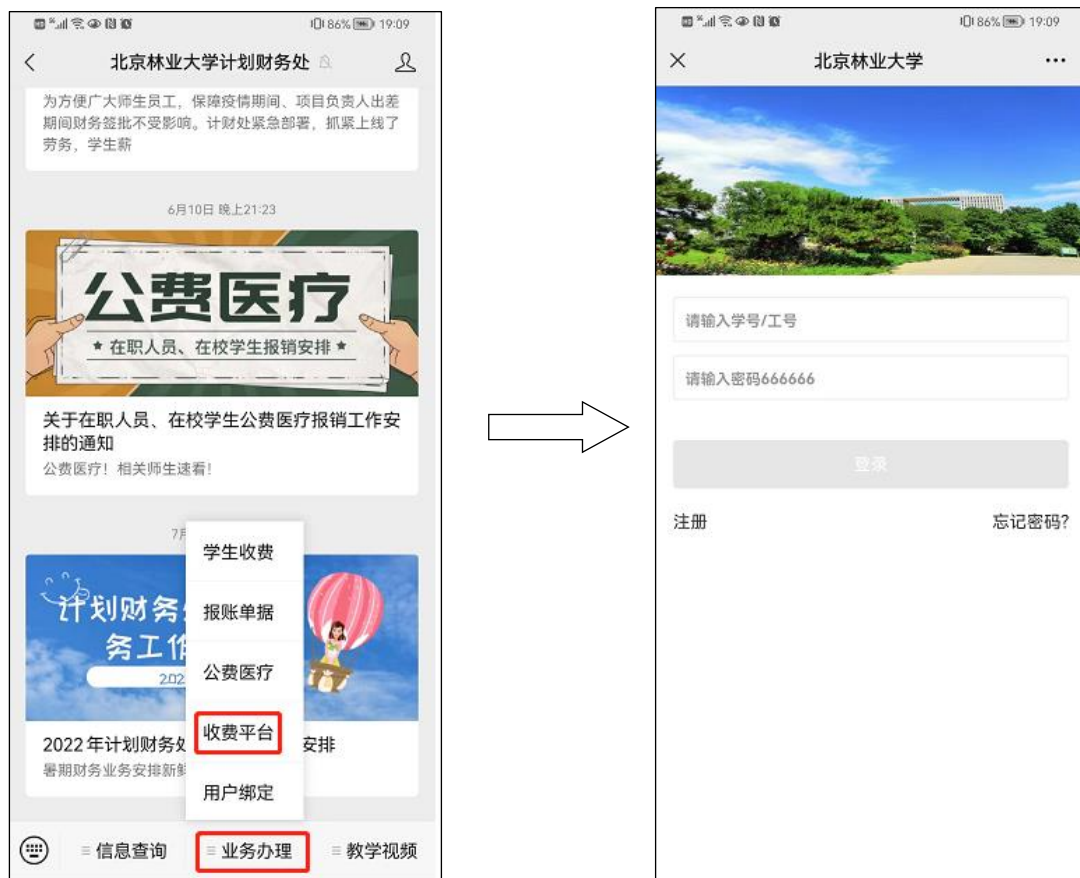 86% 19:09
北京林业大学计划财务处
为方便广大师生员工，保障疫情期间、项目负责人出差
期间财务签批不受影响。计财处紧急部署，抓紧上线了
劳务，学生薪
6月10日 晚上21:23
公费医疗
★ 在职人员、在校学生报销安排 ★
关于在职人员、在校学生公费医疗报销工作安
排的通知
公费医疗！相关师生速看！
7月
计划财务
务工作
202
学生收费
报账单据
公费医疗
收费平台
用户绑定
2022年计划财务处
安排
暑期财务业务安排新鲜
信息查询
业务办理
教学视频
86% 19:09
北京林业大学
请输入学号/工号
请输入密码666666
登录
注册
忘记密码?